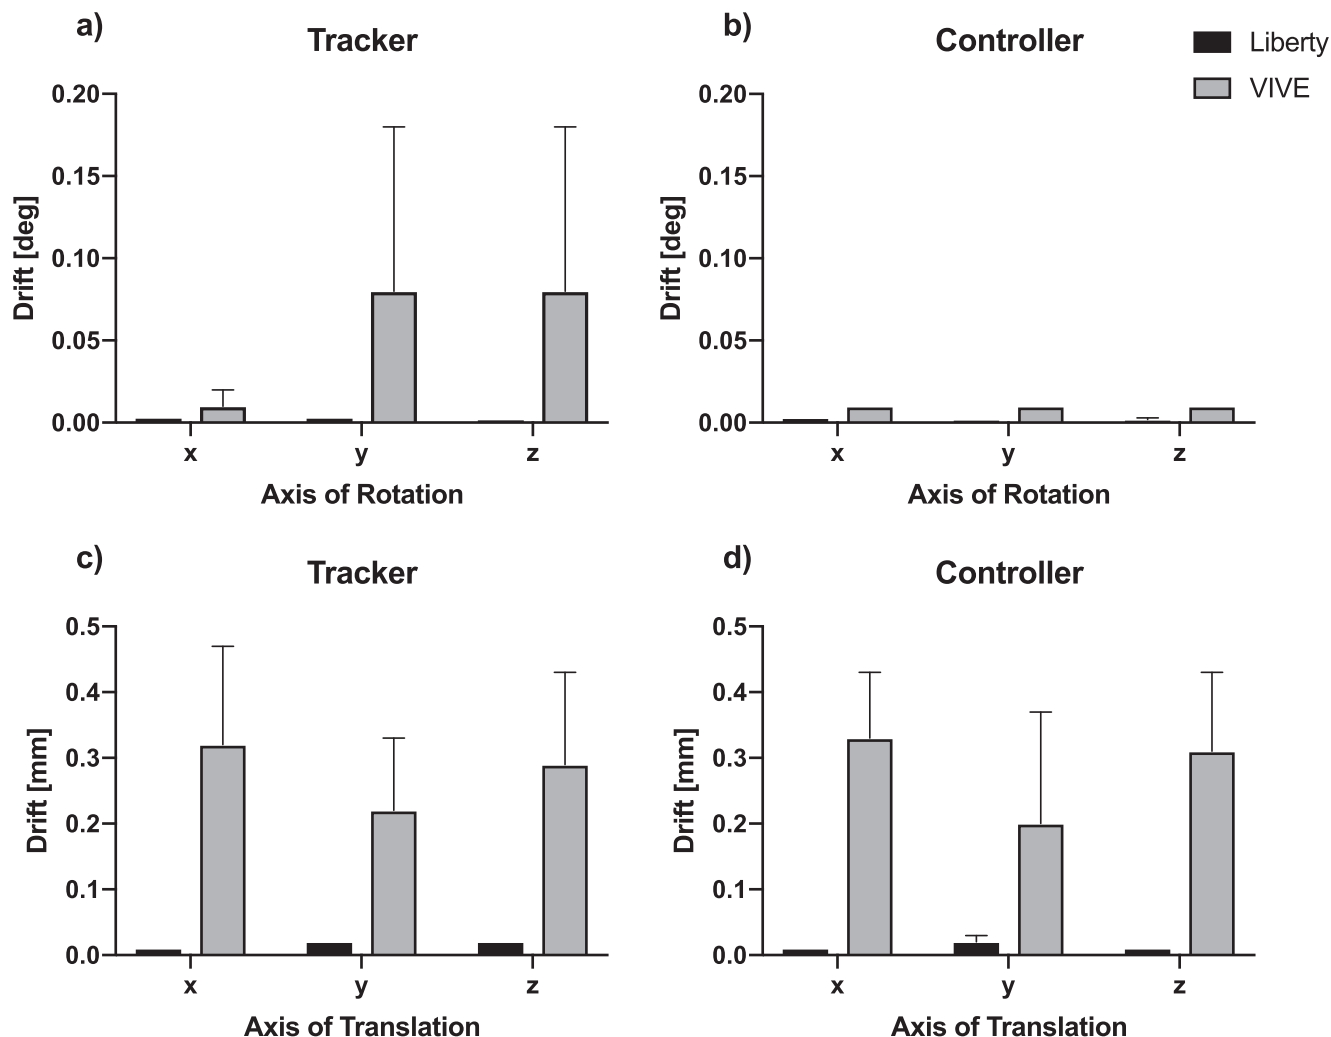 a)
Tracker
0.20
0.15
0.10
0.05
0.00
Drift [deg]
x y z
Axis of Rotation
b)
Controller
0.20
0.15
0.10
0.05
0.00
Drift [deg]
x y z
Axis of Rotation
Liberty
VIVE
c)
Tracker
0.5
0.4
0.3
0.2
0.1
0.0
Drift [mm]
x y z
Axis of Translation
d)
Controller
0.5
0.4
0.3
0.2
0.1
0.0
Drift [mm]
x y z
Axis of Translation